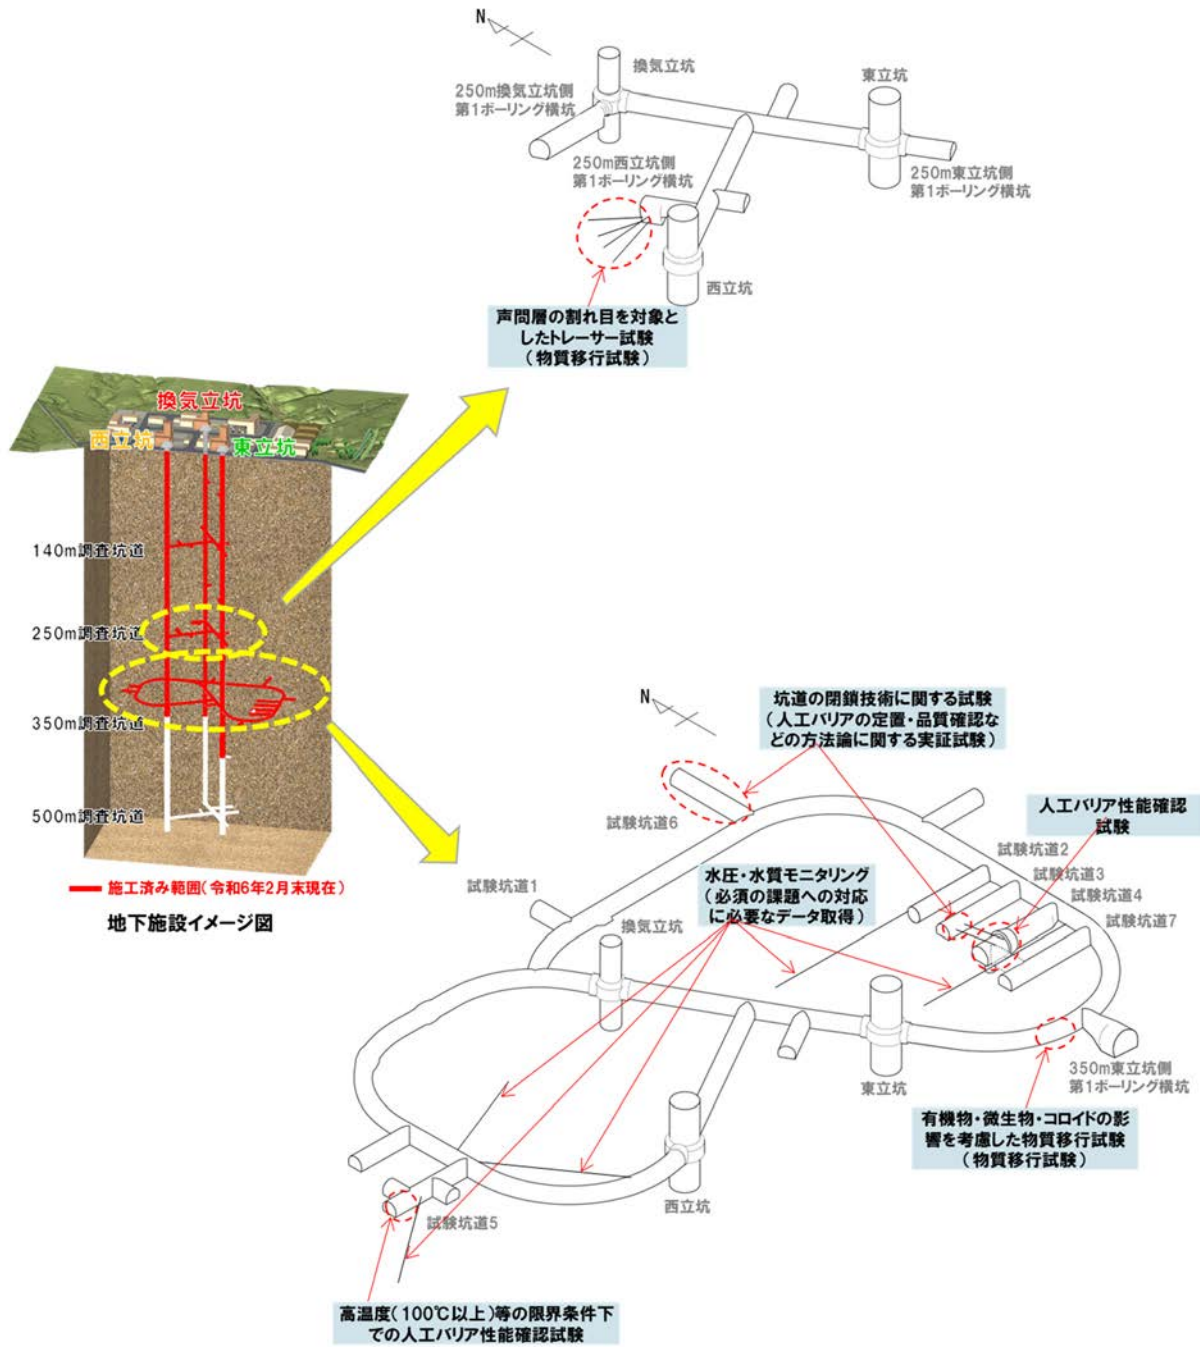 N
換気立坑
東立坑
250m換気立坑側
第1ボーリング横坑
250m西立坑側
第1ボーリング横坑
250m東立坑側
第1ボーリング横坑
西立坑
声問層の割れ目を対象と
したトレーサー試験
(物質移行試験)
換気立坑
西立坑
東立坑
140m調査坑道
250m調査坑道
350m調査坑道
500m調査坑道
施工済み範囲(令和6年2月末現在)
地下施設イメージ図
N
坑道の閉鎖技術に関する試験
(人工バリアの定置・品質確認な
どの方法論に関する実証試験)
人工バリア性能確認
試験
試験坑道6
試験坑道2
試験坑道3
試験坑道4
試験坑道7
水圧・水質モニタリング
(必須の課題への対応
に必要なデータ取得)
試験坑道1
換気立坑
東立坑
350m東立坑側
第1ボーリング横坑
有機物・微生物・コロイドの影
響を考慮した物質移行試験
(物質移行試験)
西立坑
試験坑道5
高温度(100℃以上)等の限界条件下
での人工バリア性能確認試験